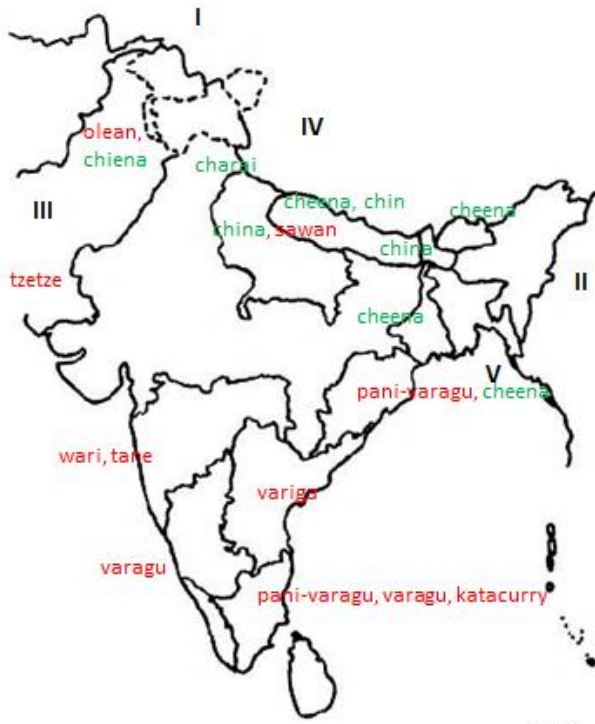 I
IV
olean,
chiena
charai
cheena, chin
cheena
III
china, sawan
china
tzetze
II
cheena
V
pani-varagu, cheena
wari, tane
variga
varagu
pani-varagu, varagu, katacurry